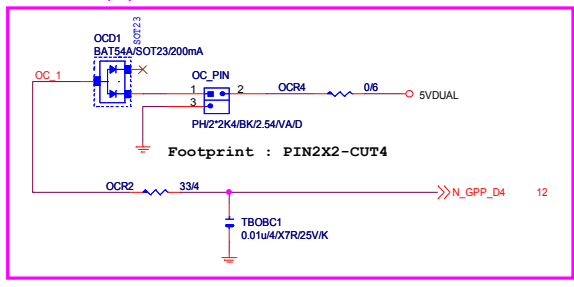 OCD1
SOT23
BAT54A/SOT23/200mA
OC_1
OC_PIN
1
2
3
OCR4
0/6
5VDUAL
PH/2*2K4/BK/2.54/VA/D
Footprint : PIN2X2-CUT4
OCR2
33/4
N_GPP_D4
12
TBOBC1
0.01u/4/X7R/25V/K